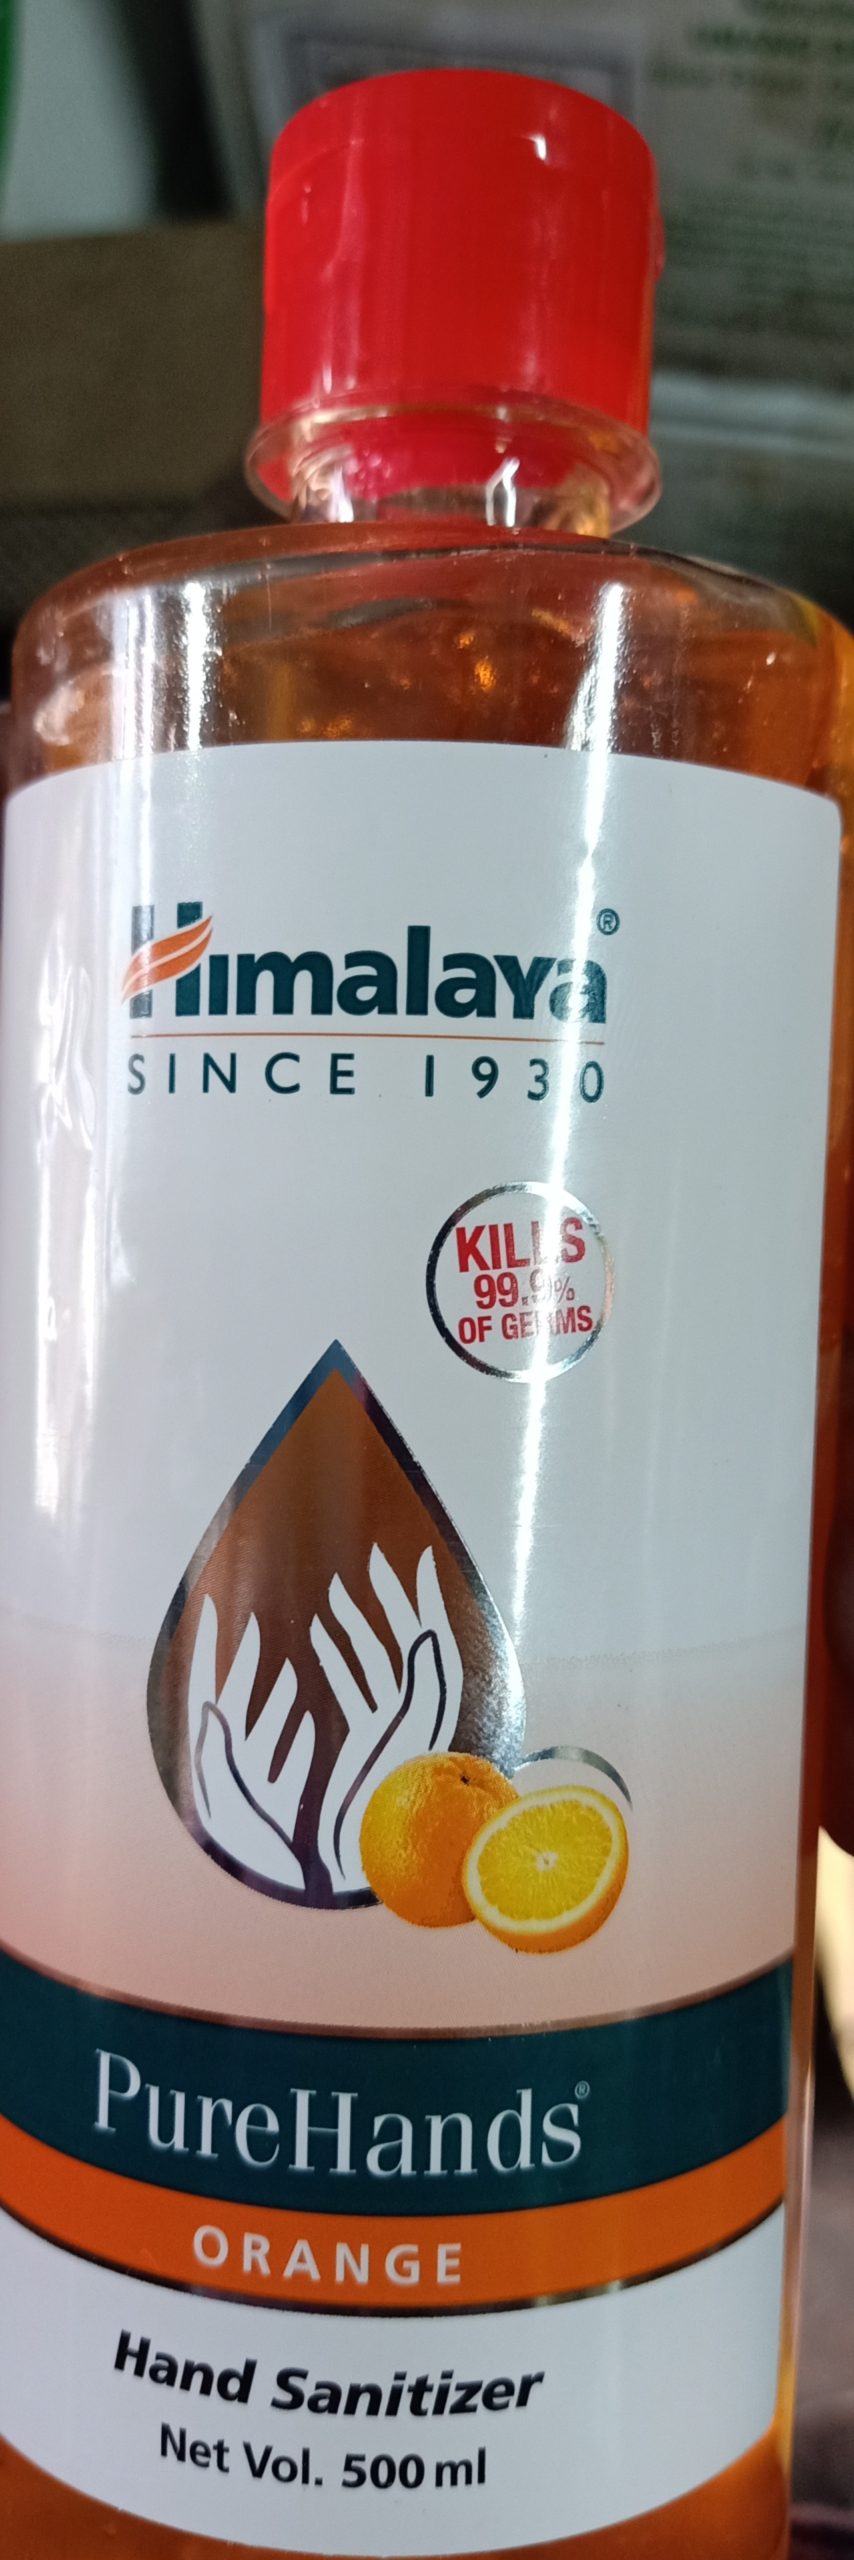 Himalaya®
SINCE 1930
KILLS
99.9%
OF GERMS
PureHands®
ORANGE
Hand Sanitizer
Net Vol. 500 ml